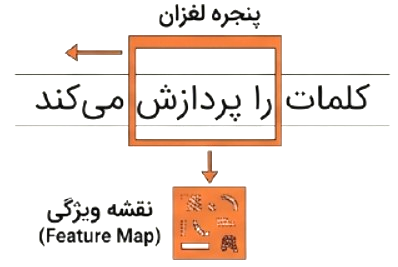 پنجره لغزان
کلمات را پردازش می‌کند
نقشه ویژگی
(Feature Map)